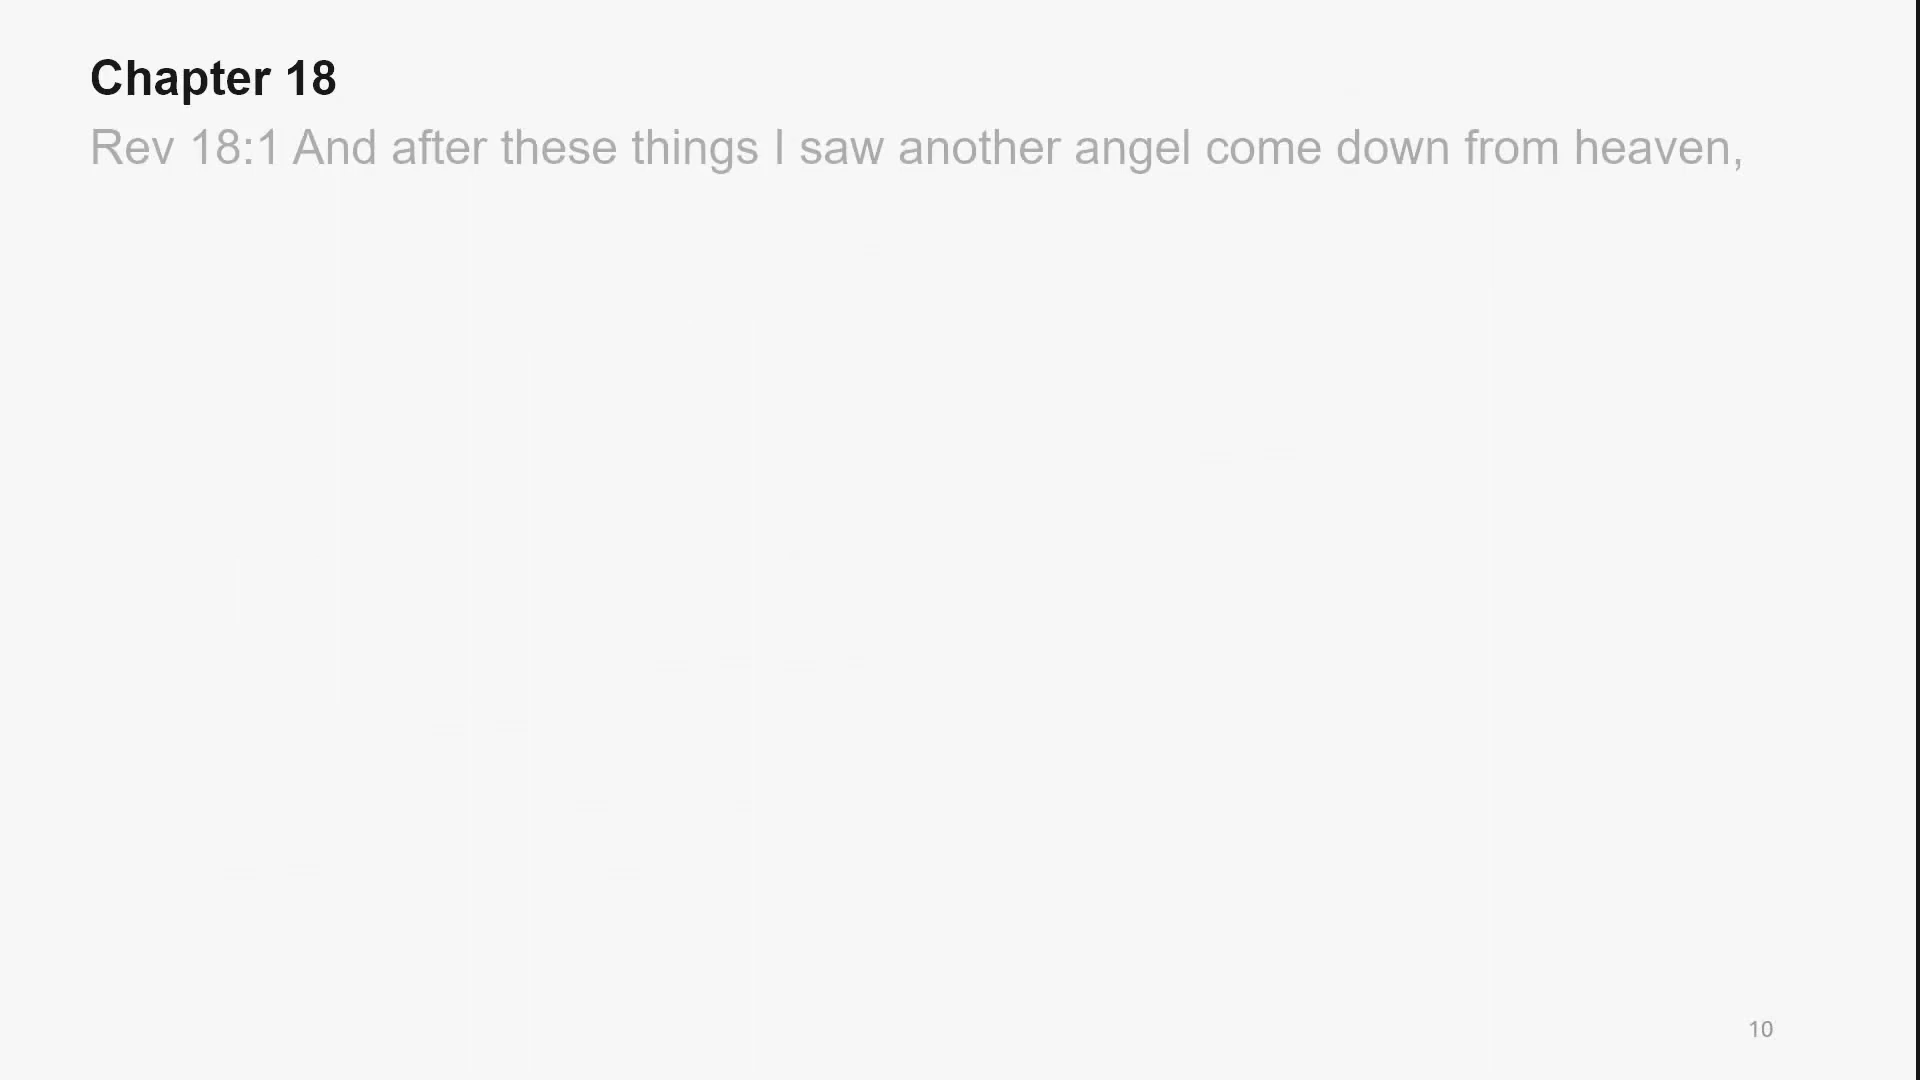 Chapter 18
Rev 18:1 And after these things I saw another angel come down from heaven,
10